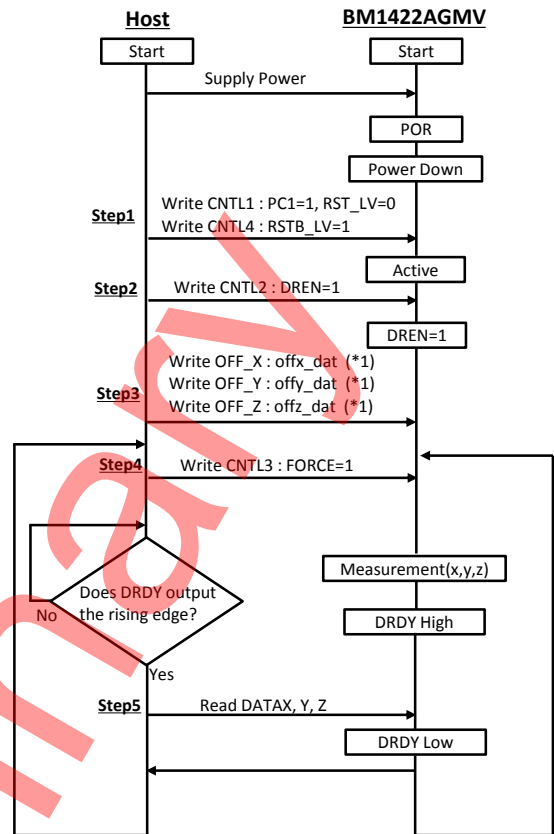 Host
BM1422AGMV
Start
Start
Supply Power
POR
Power Down
Step1
Write CNTL1 : PC1=1, RST_LV=0
Write CNTL4 : RSTB_LV=1
Active
Step2
Write CNTL2 : DREN=1
DREN=1
Step3
Write OFF_X : offx_dat (*1)
Write OFF_Y : offy_dat (*1)
Write OFF_Z : offz_dat (*1)
Step4
Write CNTL3 : FORCE=1
Measurement(x,y,z)
Does DRDY output
the rising edge?
No
DRDY High
Yes
Step5
Read DATAX, Y, Z
DRDY Low
inary